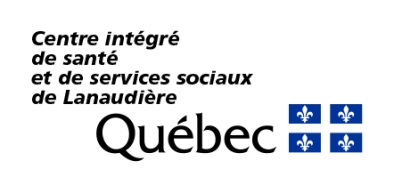 Centre intégré
de santé
et de services sociaux
de Lanaudière
Québec